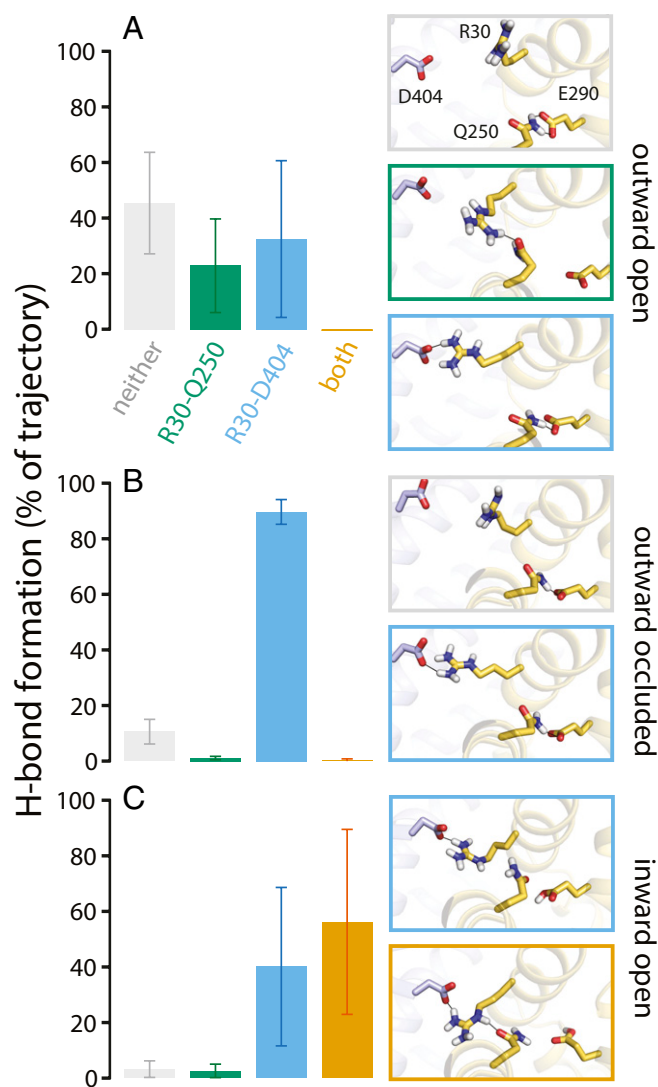 H-bond formation (% of trajectory)
A
100
80
60
40
20
0
neither
R30-Q250
R30-D404
both
R30
D404
E290
Q250
outward open
B
100
80
60
40
20
0
outward occluded
C
100
80
60
40
20
0
inward open